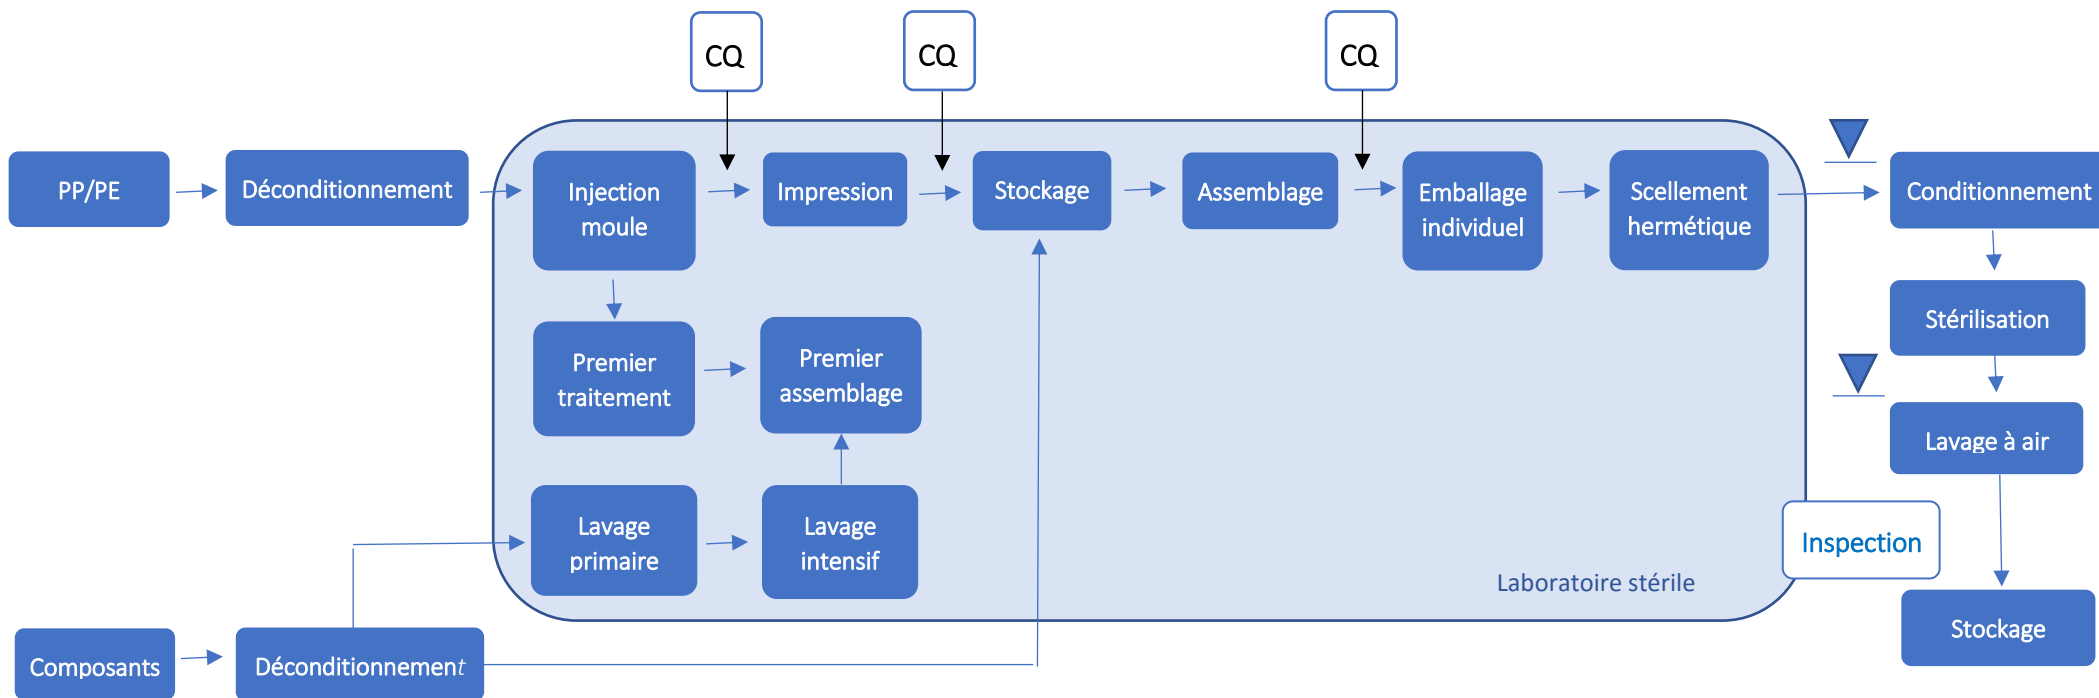 CQ
CQ
CQ
PP/PE
Déconditionnement
Injection
moule
Impression
Stockage
Assemblage
Emballage
individuel
Scellement
hermétique
Conditionnement
Premier
traitement
Premier
assemblage
Stérilisation
Lavage à air
Lavage
primaire
Lavage
intensif
Inspection
Laboratoire stérile
Stockage
Composants
Déconditionnement